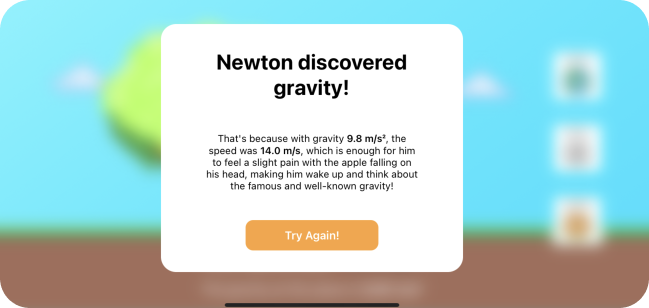 Newton discovered
gravity!
That's because with gravity 9.8 m/s², the
speed was 14.0 m/s, which is enough for him
to feel a slight pain with the apple falling on
his head, making him wake up and think about
the famous and well-known gravity!
Try Again!